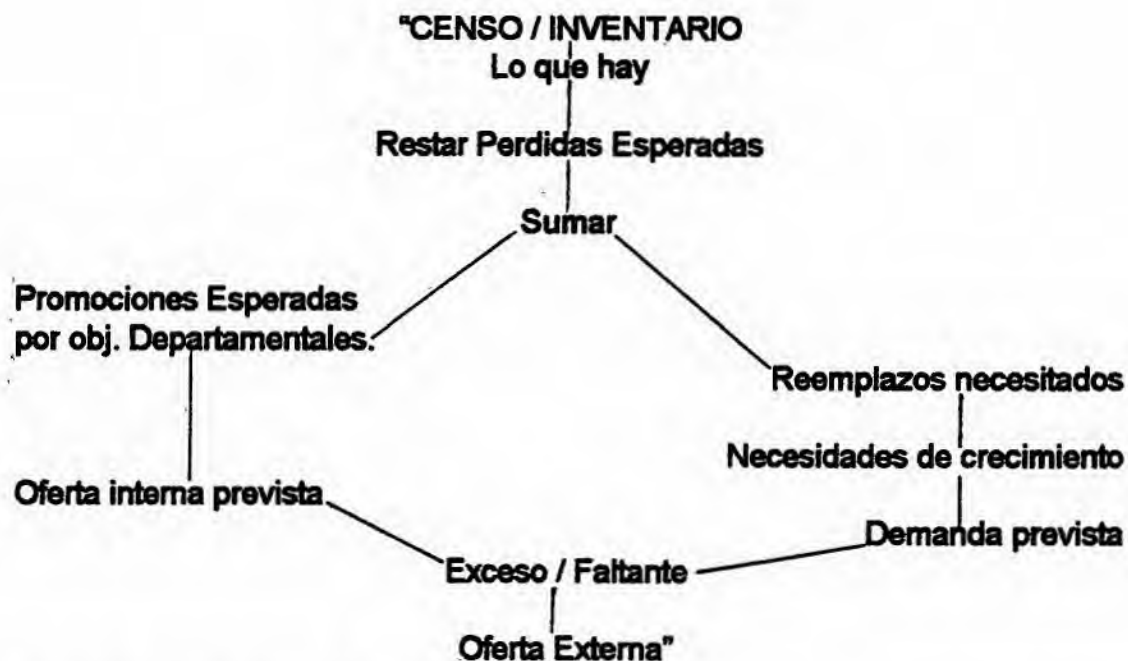 "CENSO / INVENTARIO
Lo que hay
Restar Perdidas Esperadas
Sumar
Promociones Esperadas
por obj. Departamentales.
Reemplazos necesitados
Necesidades de crecimiento
Oferta interna prevista
Demanda prevista
Exceso / Faltante
Oferta Externa"